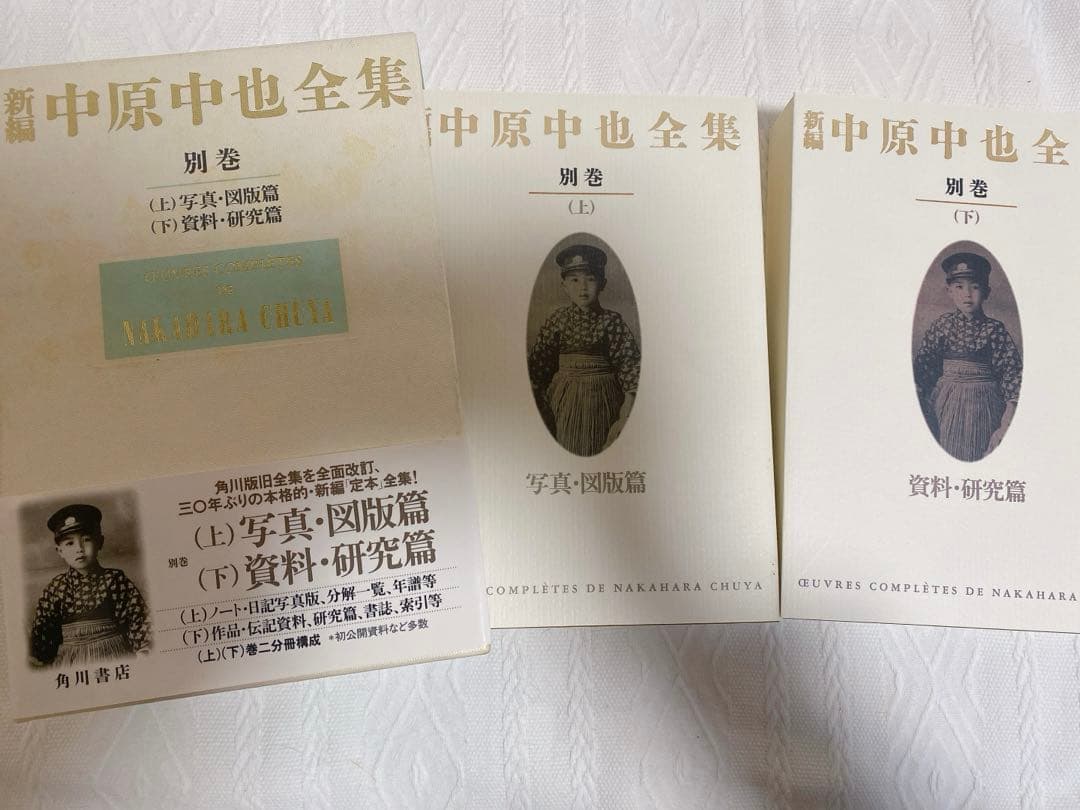 新編 中原中也全集
別巻
(上) 写真・図版篇
(下) 資料・研究篇
ŒUVRES COMPLÈTES
DE
NAKAHARA CHŪYA
角川版旧全集を全面改訂、
三〇年ぶりの本格的・新編「定本」全集!
別巻
(上) 写真・図版篇
(下) 資料・研究篇
(上)ノート・日記写真版、分解一覧、年譜等
(下)作品・伝記資料、研究篇、書誌、索引等
(上)(下)巻二分冊構成 *初公開資料など多数
角川書店
編 中原中也全集
別巻
(上)
写真・図版篇
COMPLÈTES DE NAKAHARA CHUYA
新編 中原中也全
別巻
(下)
資料・研究篇
ŒUVRES COMPLÈTES DE NAKAHARA